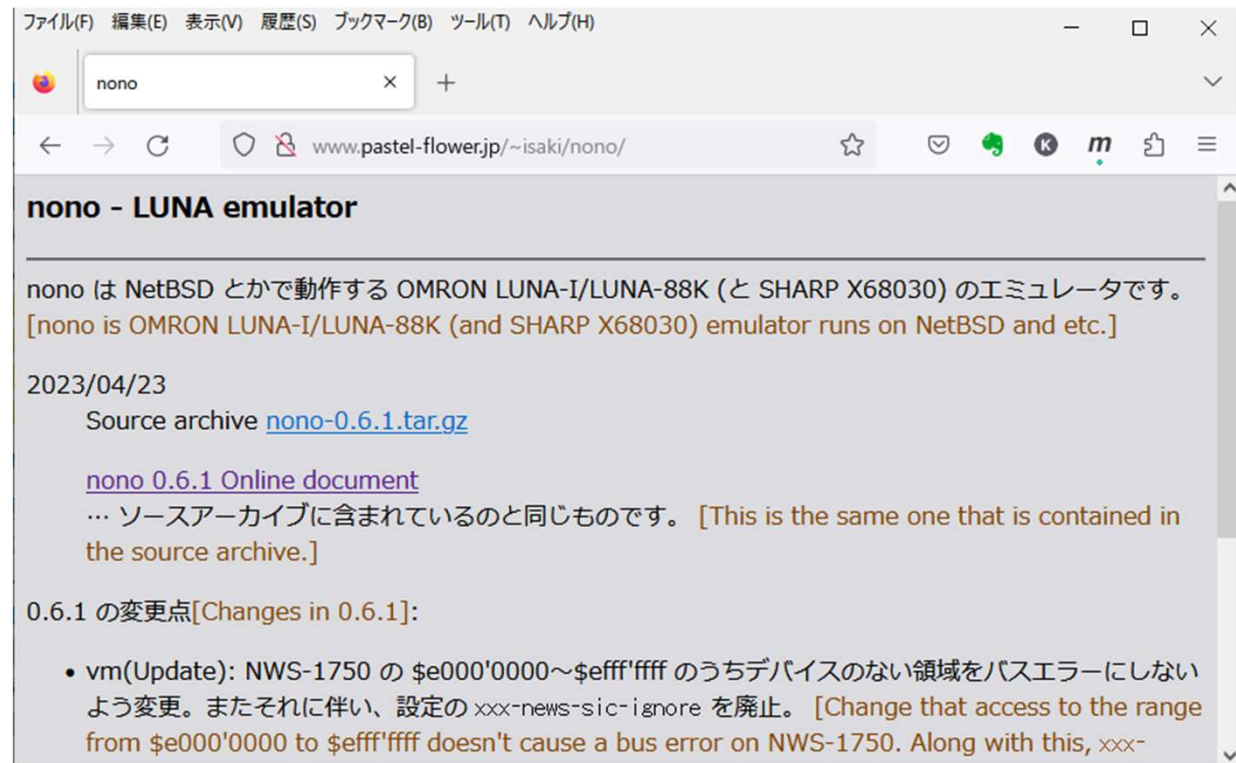 ファイル(F) 編集(E) 表示(V) 履歴(S) ブックマーク(B) ツール(T) ヘルプ(H)
nono
www.pastel-flower.jp/~isaki/nono/
K
m
nono - LUNA emulator
nono は NetBSD とかで動作する OMRON LUNA-I/LUNA-88K (と SHARP X68030) のエミュレータです。
[nono is OMRON LUNA-I/LUNA-88K (and SHARP X68030) emulator runs on NetBSD and etc.]
2023/04/23
Source archive nono-0.6.1.tar.gz
nono 0.6.1 Online document
… ソースアーカイブに含まれているのと同じものです。 [This is the same one that is contained in
the source archive.]
0.6.1 の変更点[Changes in 0.6.1]:
• vm(Update): NWS-1750 の $e000'0000～$efff'ffff のうちデバイスのない領域をバスエラーにしない
よう変更。またそれに伴い、設定の xxx-news-sic-ignore を廃止。 [Change that access to the range
from $e000'0000 to $efff'ffff doesn't cause a bus error on NWS-1750. Along with this, xxx-